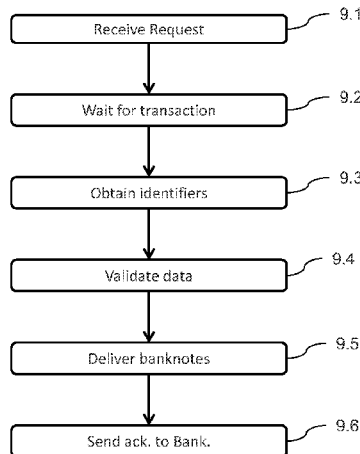 Receive Request
9.1
Wait for transaction
9.2
Obtain identifiers
9.3
Validate data
9.4
Deliver banknotes
9.5
Send ack. to Bank.
9.6